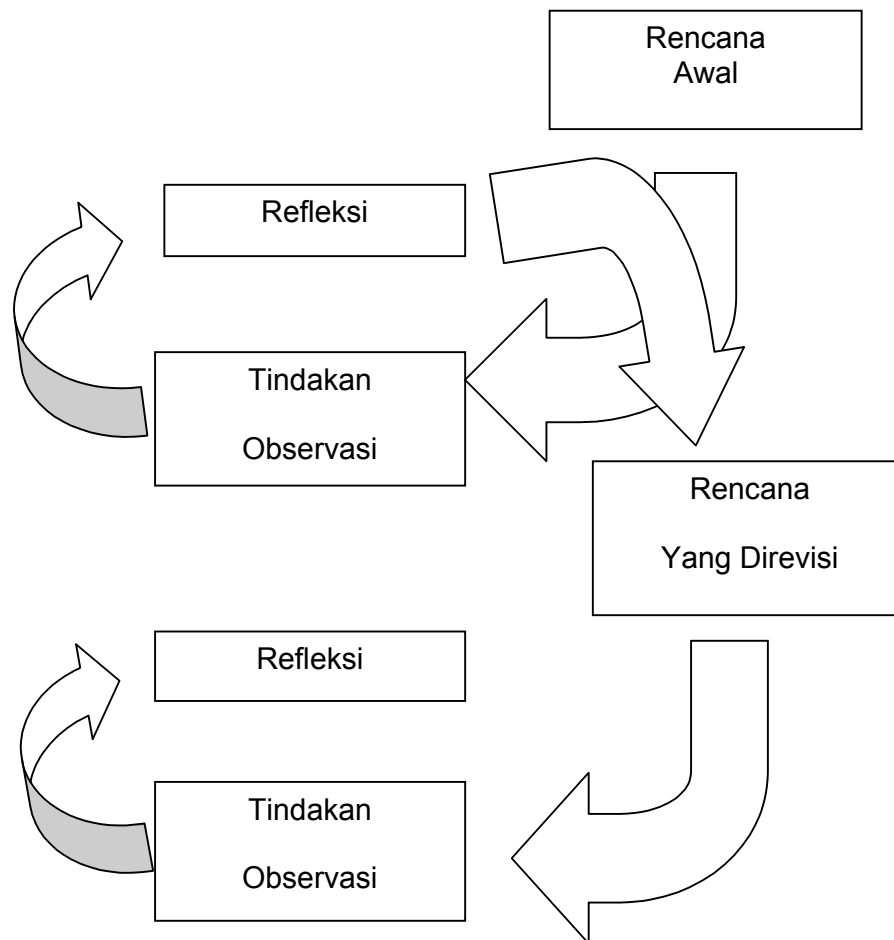 Rencana
Awal
Refleksi
Tindakan
Observasi
Rencana
Yang Direvisi
Refleksi
Tindakan
Observasi